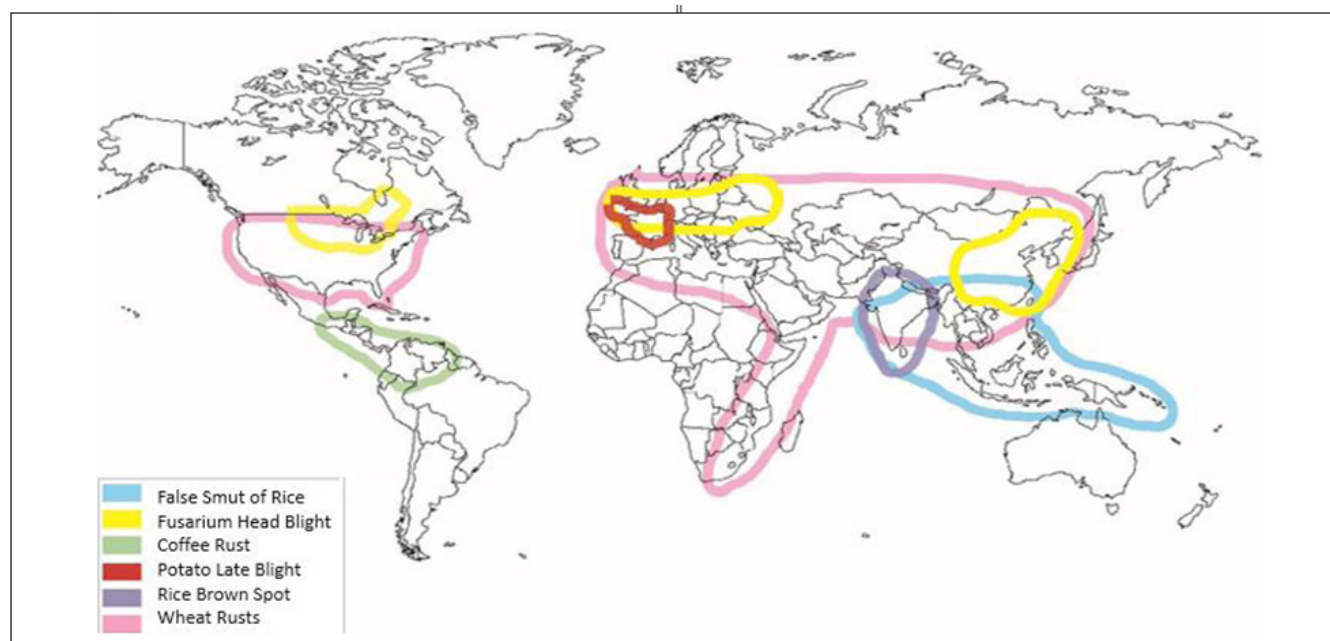 False Smut of Rice
Fusarium Head Blight
Coffee Rust
Potato Late Blight
Rice Brown Spot
Wheat Rusts